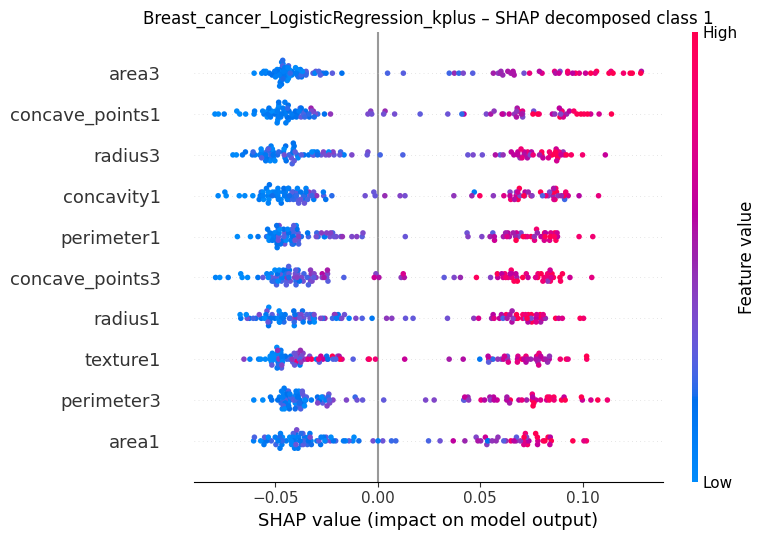 Breast_cancer_LogisticRegression_kplus – SHAP decomposed class 1
High
area3
concave_points1
radius3
concavity1
perimeter1
concave_points3
radius1
texture1
perimeter3
area1
Feature value
Low
−0.05 0.00 0.05 0.10
SHAP value (impact on model output)